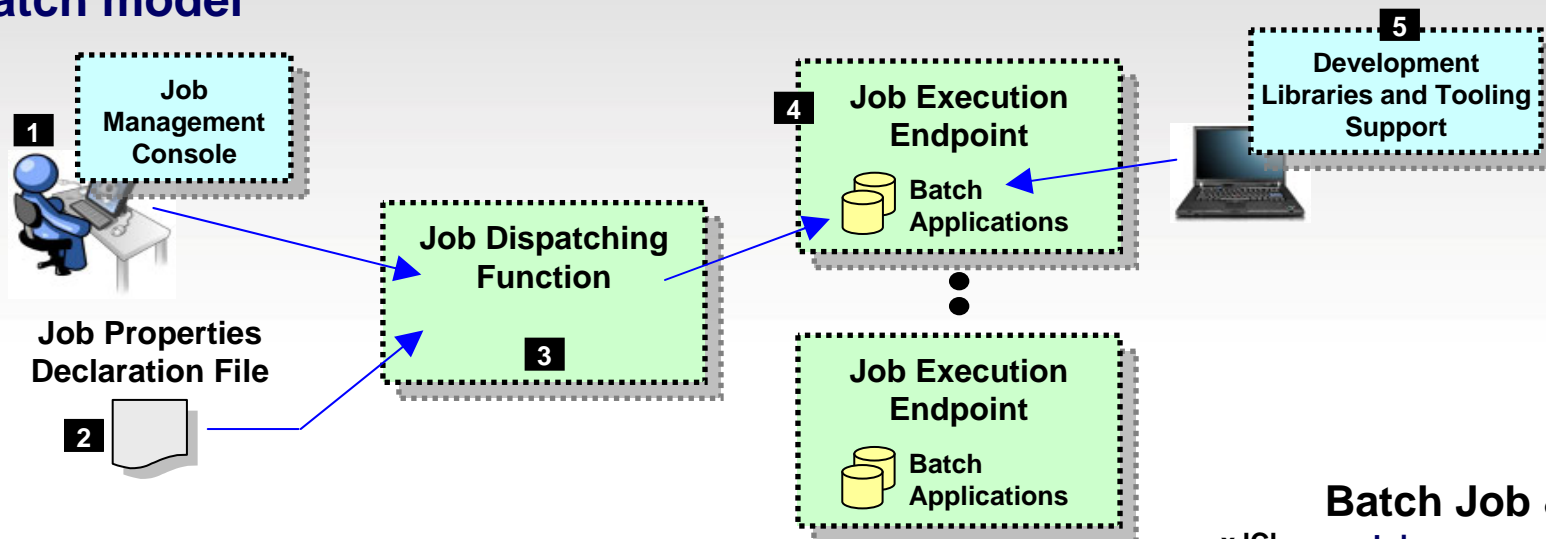 atch model
1
Job
Management
Console
Job Properties
Declaration File
2
Job Dispatching
Function
3
4
Job Execution
Endpoint
Batch
Applications
Job Execution
Endpoint
Batch
Applications
5
Development
Libraries and Tooling
Support
Batch Job